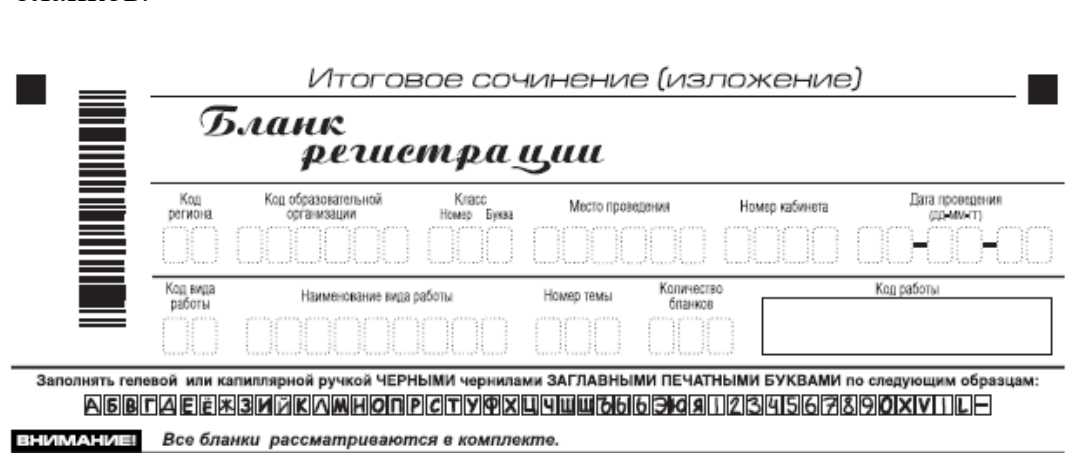 Итоговое сочинение (изложение)
Бланк
регистрации
Код региона
Код образовательной организации
Класс
Номер Буква
Место проведения
Номер кабинета
Дата проведения
(ДД-ММ-ГГ)
Код вида работы
Наименование вида работы
Номер темы
Количество бланков
Код работы
Заполнять гелевой или капиллярной ручкой ЧЕРНЫМИ чернилами ЗАГЛАВНЫМИ ПЕЧАТНЫМИ БУКВАМИ по следующим образцам:
АБВГДЕЁЖЗИЙКЛМНОПРСТУФХЦЧШЩЪЫЬЭЮЯ1234567890XVIL-
ВНИМАНИЕ! Все бланки рассматриваются в комплекте.